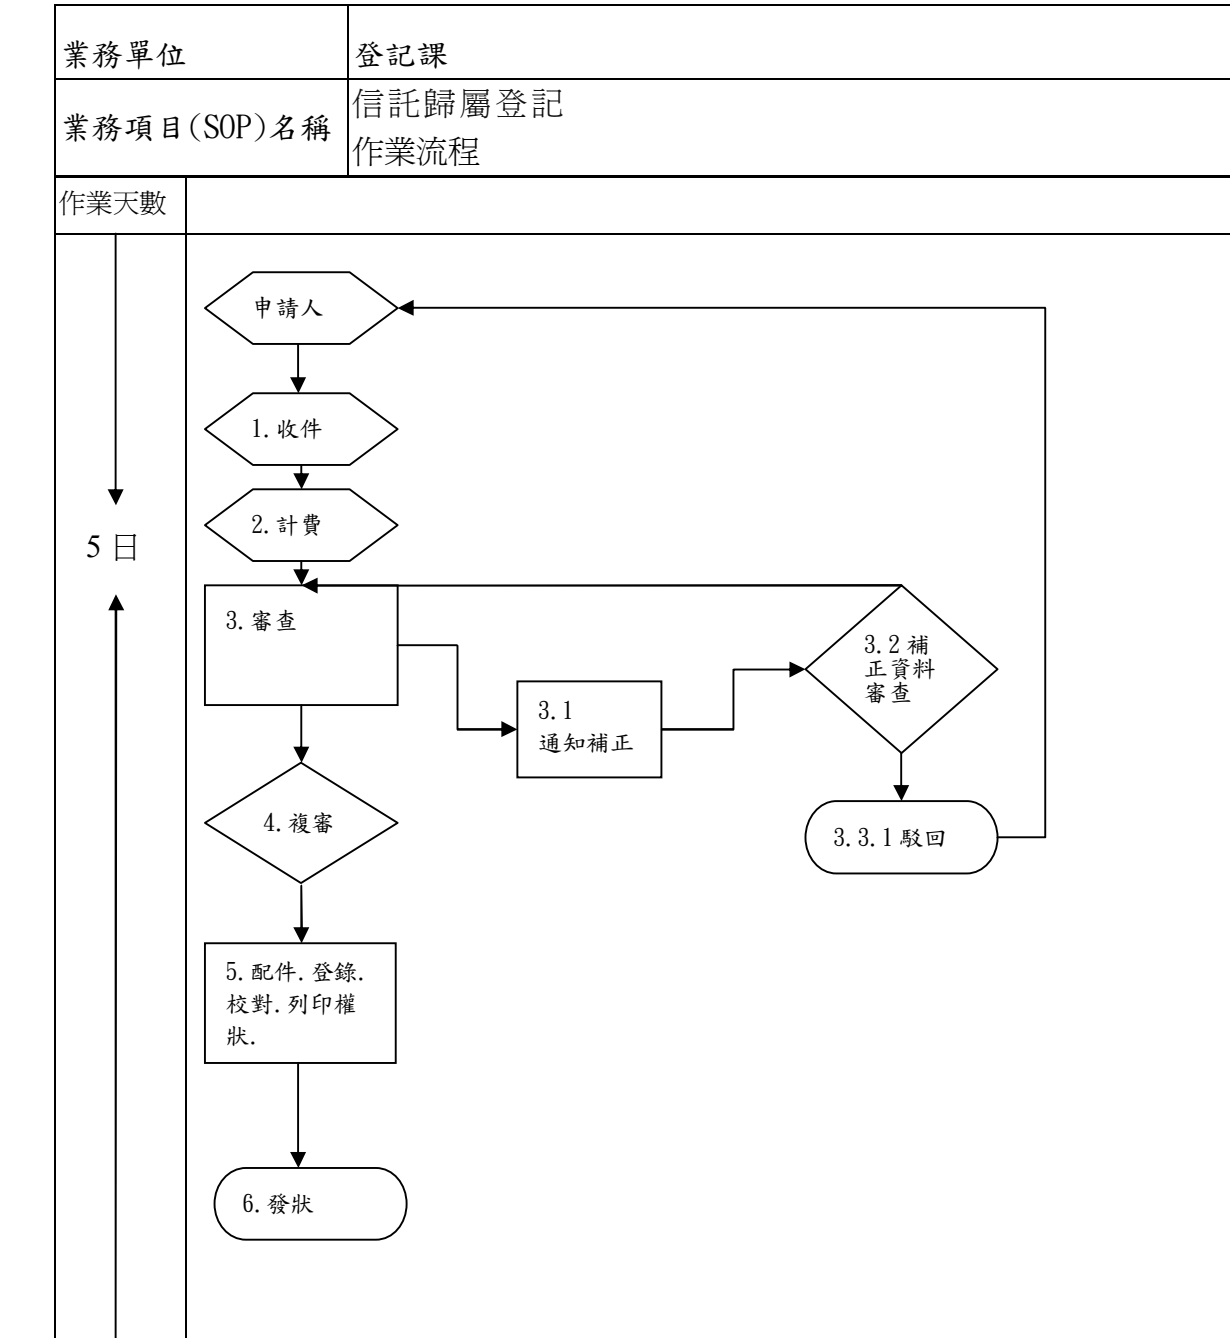 業務單位
登記課
業務項目(SOP)名稱
信託歸屬登記
作業流程
作業天數
申請人
1.收件
2.計費
5日
3.審查
3.2補
正資料
審查
3.1
通知補正
4.複審
3.3.1駁回
5.配件.登錄.
校對.列印權
狀.
6.發狀